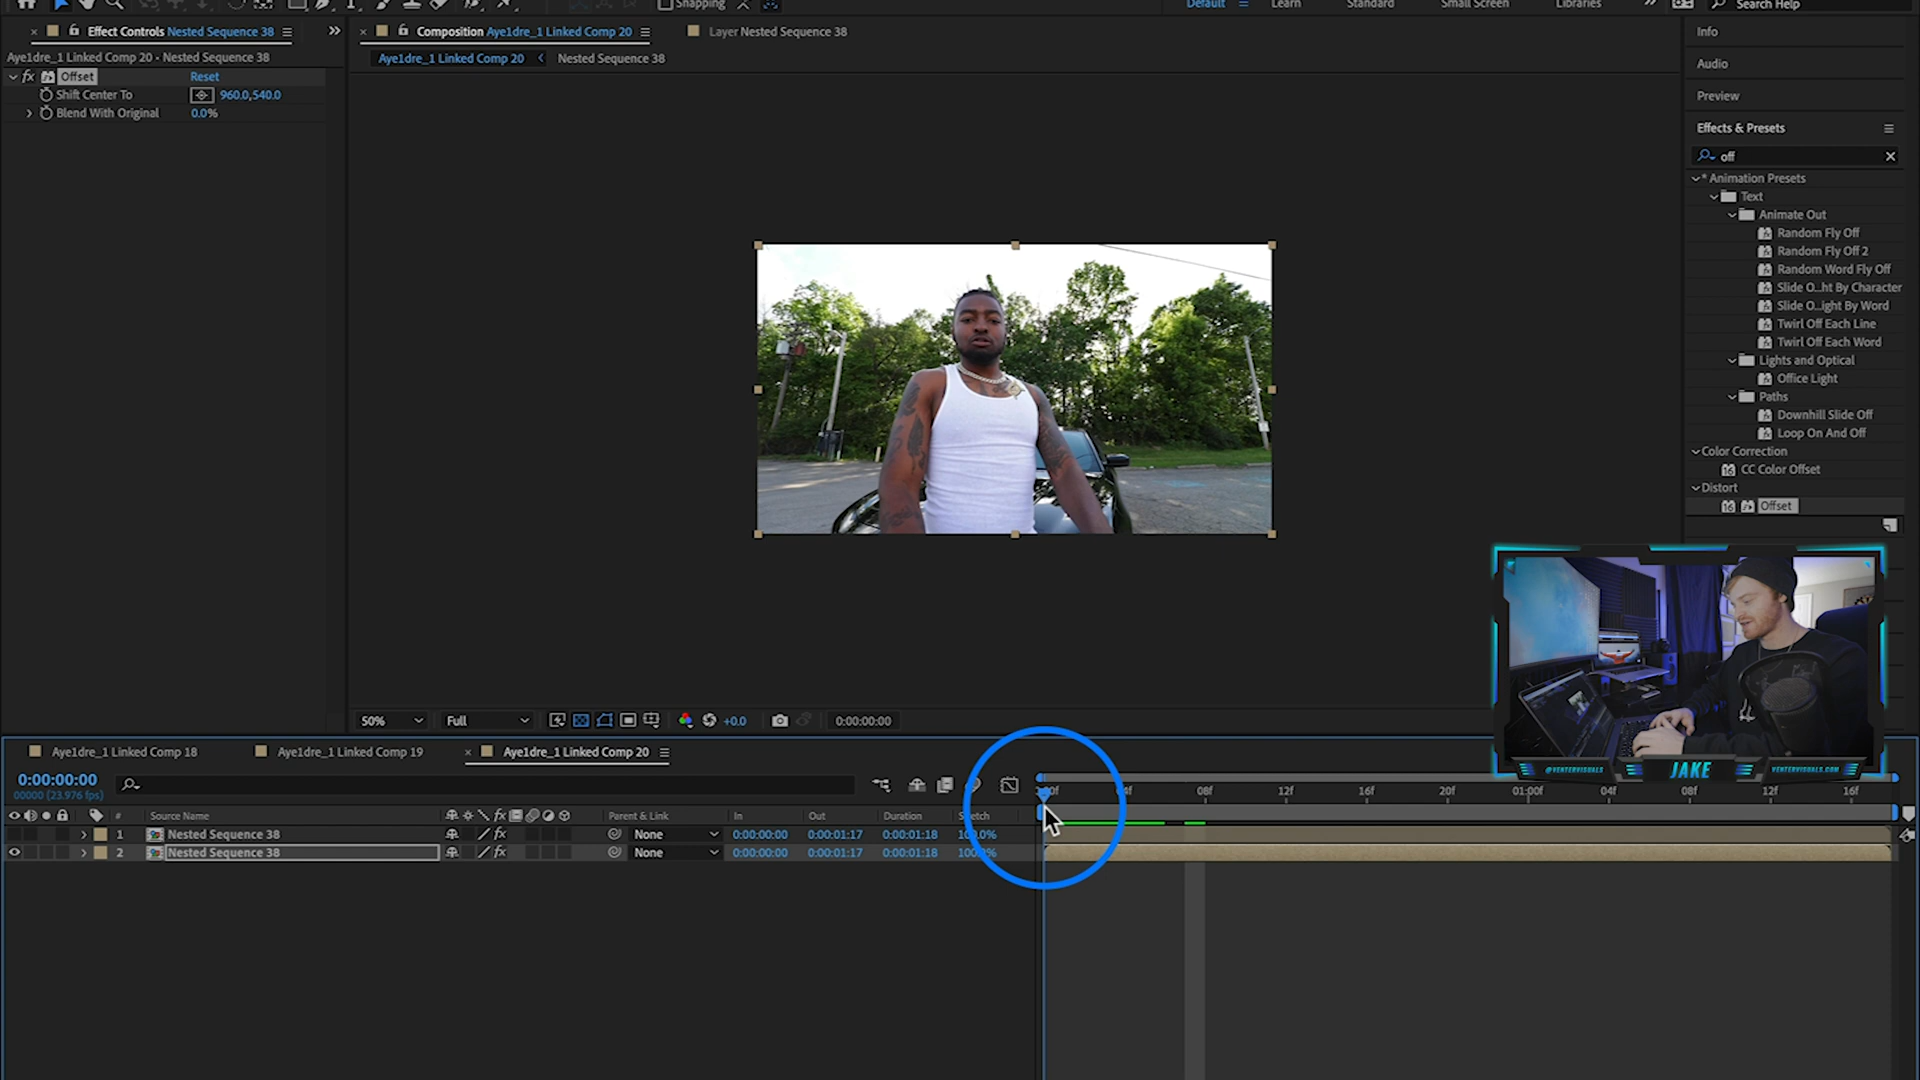 Snapping
Default
Learn
Standard
Small Screen
Libraries
Search Help
Effect Controls Nested Sequence 38
Composition Aye1dre_1 Linked Comp 20
Layer Nested Sequence 38
Info
Aye1dre_1 Linked Comp 20 - Nested Sequence 38
Aye1dre_1 Linked Comp 20
Nested Sequence 38
Audio
fx Offset Reset
Shift Center To 960.0,540.0
Blend With Original 0.0%
Preview
Effects & Presets
off
* Animation Presets
Text
Animate Out
Random Fly Off
Random Fly Off 2
Random Word Fly Off
Slide O...ht By Character
Slide O...ight By Word
Twirl Off Each Line
Twirl Off Each Word
Lights and Optical
Office Light
Paths
Downhill Slide Off
Loop On And Off
Color Correction
CC Color Offset
Distort
Offset
@VENTERVISUALS
JAKE
VENTERVISUALS.COM
50%
Full
+0.0
0:00:00:00
Aye1dre_1 Linked Comp 18
Aye1dre_1 Linked Comp 19
Aye1dre_1 Linked Comp 20
0:00:00:00
00000 (23.976 fps)
:00f 04f 08f 12f 16f 20f 01:00f 04f 08f 12f 16f
# Source Name fx Parent & Link In Out Duration Stretch
1 Nested Sequence 38 fx None 0:00:00:00 0:00:01:17 0:00:01:18 100.0%
2 Nested Sequence 38 fx None 0:00:00:00 0:00:01:17 0:00:01:18 100.0%